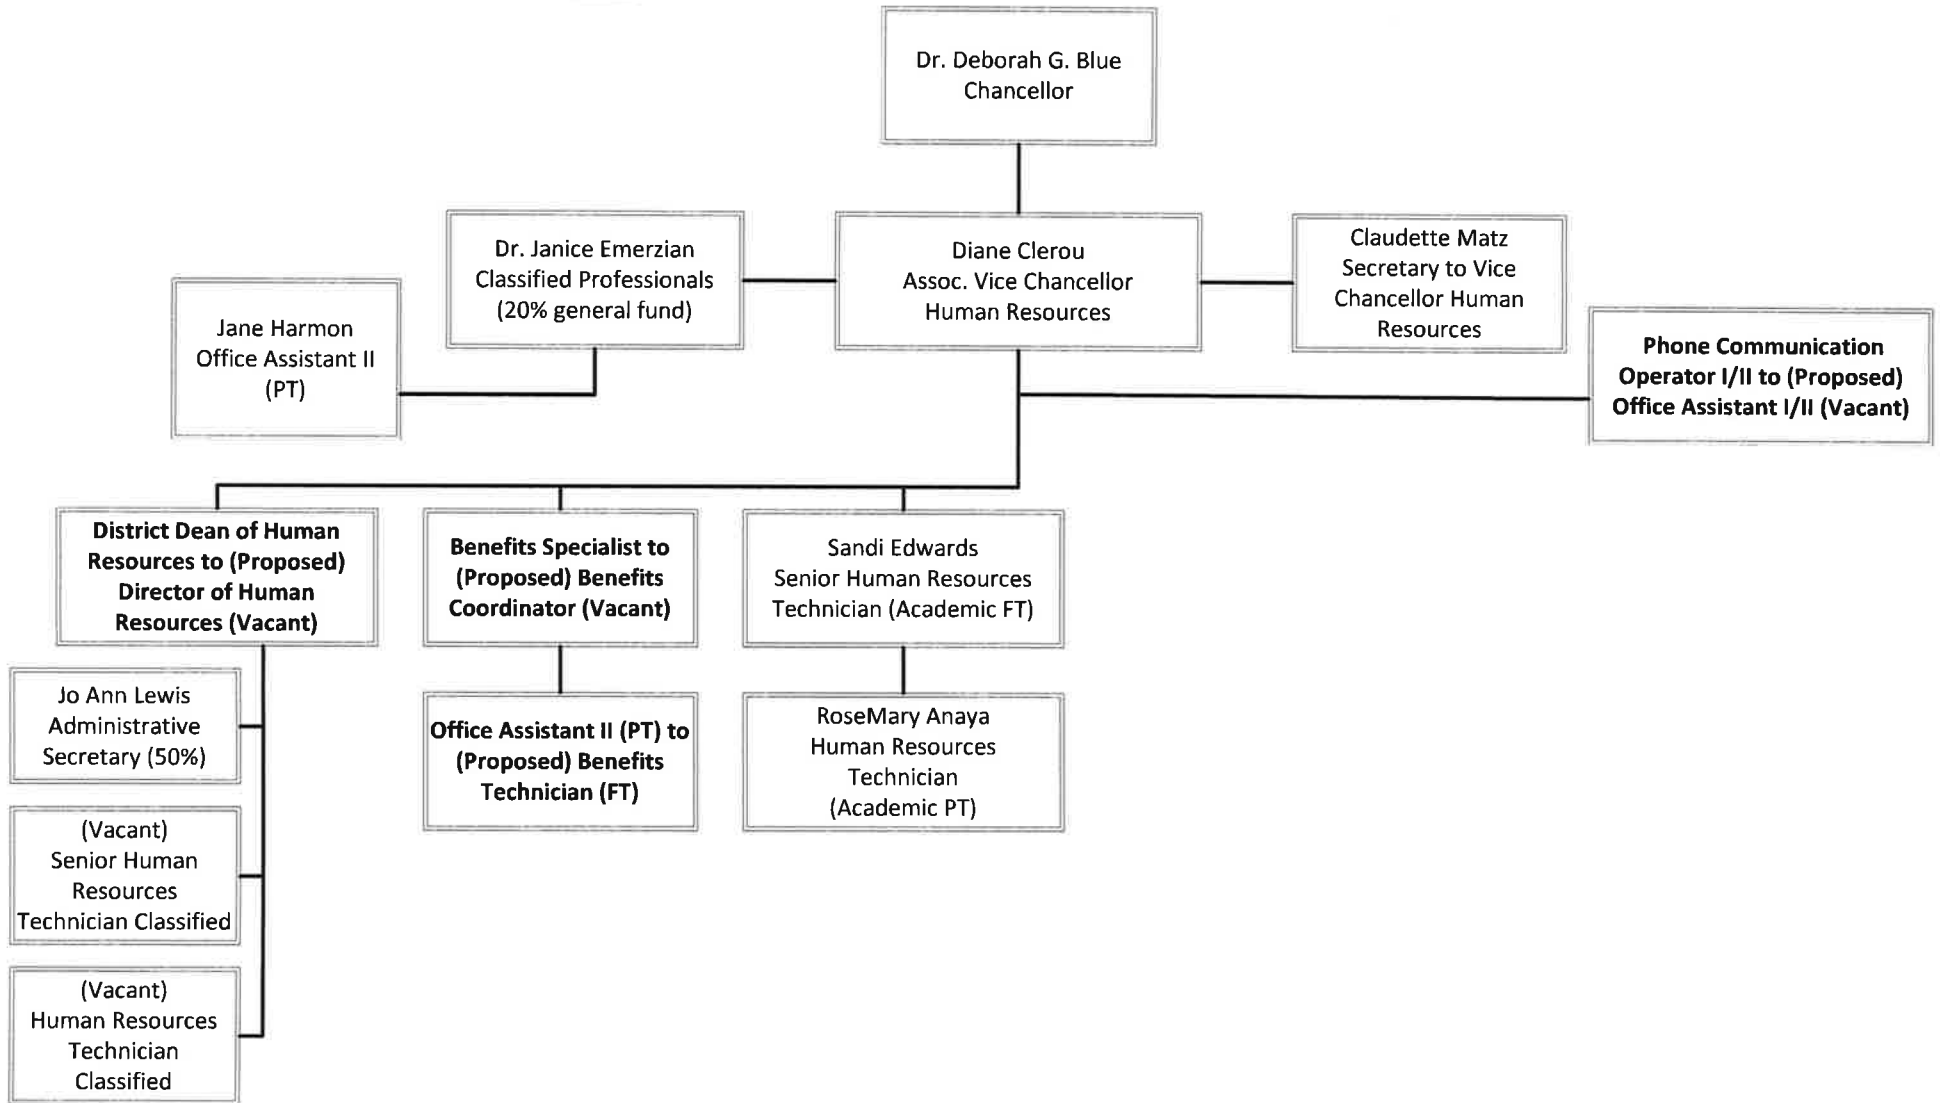 Dr. Deborah G. Blue
Chancellor
Dr. Janice Emerzian
Classified Professionals
(20% general fund)
Diane Clerou
Assoc. Vice Chancellor
Human Resources
Claudette Matz
Secretary to Vice
Chancellor Human
Resources
Jane Harmon
Office Assistant II
(PT)
Phone Communication
Operator I/II to (Proposed)
Office Assistant I/II (Vacant)
District Dean of Human
Resources to (Proposed)
Director of Human
Resources (Vacant)
Benefits Specialist to
(Proposed) Benefits
Coordinator (Vacant)
Sandi Edwards
Senior Human Resources
Technician (Academic FT)
Jo Ann Lewis
Administrative
Secretary (50%)
Office Assistant II (PT) to
(Proposed) Benefits
Technician (FT)
RoseMary Anaya
Human Resources
Technician
(Academic PT)
(Vacant)
Senior Human
Resources
Technician Classified
(Vacant)
Human Resources
Technician
Classified